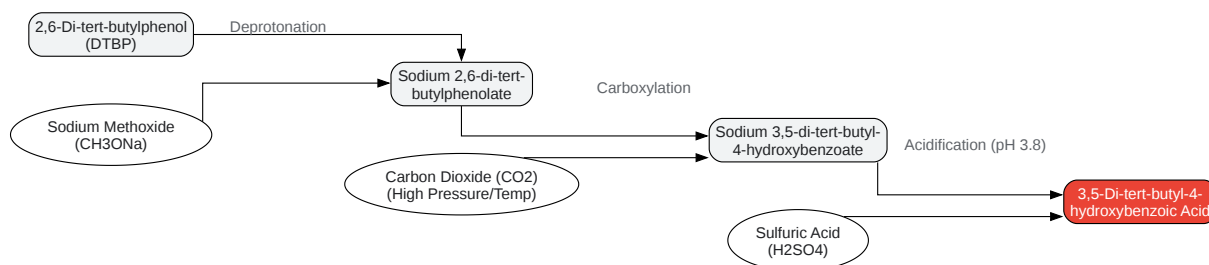 2,6-Di-tert-butylphenol
(DTBP)
Deprotonation
Sodium 2,6-di-tert-
butylphenolate
Sodium Methoxide
(CH3ONa)
Carboxylation
Sodium 3,5-di-tert-butyl-
4-hydroxybenzoate
Carbon Dioxide (CO2)
(High Pressure/Temp)
Acidification (pH 3.8)
3,5-Di-tert-butyl-4-
hydroxybenzoic Acid
Sulfuric Acid
(H2SO4)